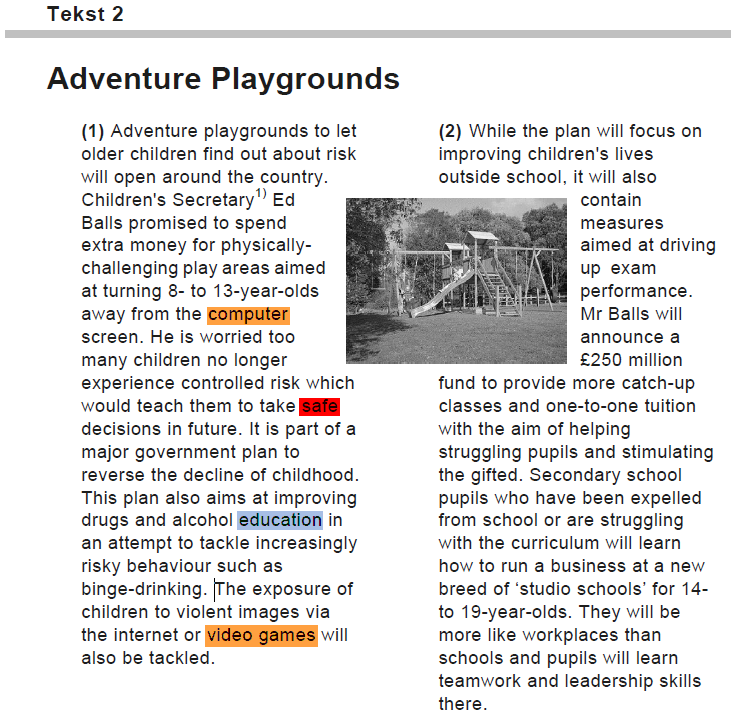 Tekst 2
Adventure Playgrounds
(1) Adventure playgrounds to let
older children find out about risk
will open around the country.
Children's Secretary1) Ed
Balls promised to spend
extra money for physically-
challenging play areas aimed
at turning 8- to 13-year-olds
away from the computer
screen. He is worried too
many children no longer
experience controlled risk which
would teach them to take safe
decisions in future. It is part of a
major government plan to
reverse the decline of childhood.
This plan also aims at improving
drugs and alcohol education in
an attempt to tackle increasingly
risky behaviour such as
binge-drinking. The exposure of
children to violent images via
the internet or video games will
also be tackled.
(2) While the plan will focus on
improving children's lives
outside school, it will also
contain
measures
aimed at driving
up exam
performance.
Mr Balls will
announce a
£250 million
fund to provide more catch-up
classes and one-to-one tuition
with the aim of helping
struggling pupils and stimulating
the gifted. Secondary school
pupils who have been expelled
from school or are struggling
with the curriculum will learn
how to run a business at a new
breed of ‘studio schools’ for 14-
to 19-year-olds. They will be
more like workplaces than
schools and pupils will learn
teamwork and leadership skills
there.